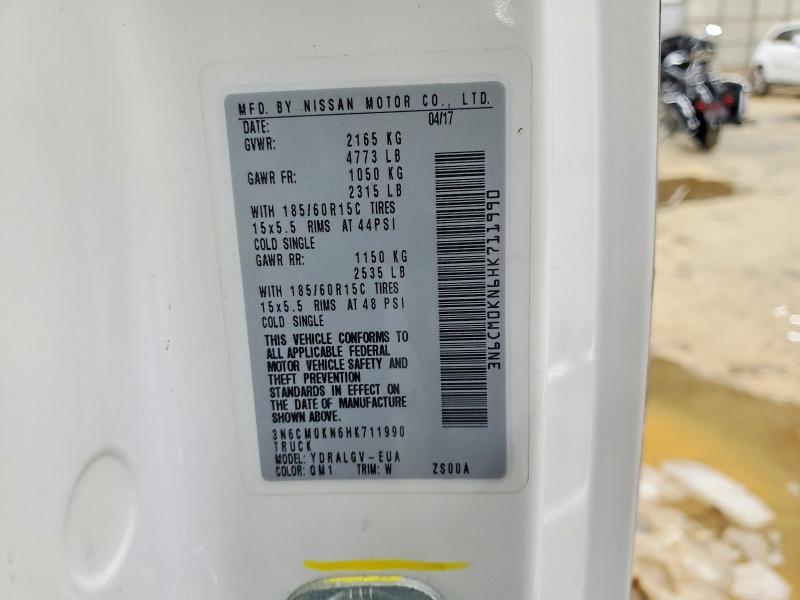 MFD. BY NISSAN MOTOR CO., LTD.
DATE: 04/17
GVWR: 2165 KG
4773 LB
GAWR FR: 1050 KG
2315 LB
WITH 185/60R15C TIRES
15x5.5 RIMS AT 44PSI
COLD SINGLE
GAWR RR: 1150 KG
2535 LB
WITH 185/60R15C TIRES
15x5.5 RIMS AT 48 PSI
COLD SINGLE
THIS VEHICLE CONFORMS TO
ALL APPLICABLE FEDERAL
MOTOR VEHICLE SAFETY AND
THEFT PREVENTION
STANDARDS IN EFFECT ON
THE DATE OF MANUFACTURE
SHOWN ABOVE.
3N6CM0KN6HK711990
TRUCK
MODEL: YDRALGV-EUA
COLOR: QM1 TRIM: W ZS00A
3N6CM0KN6HK711990